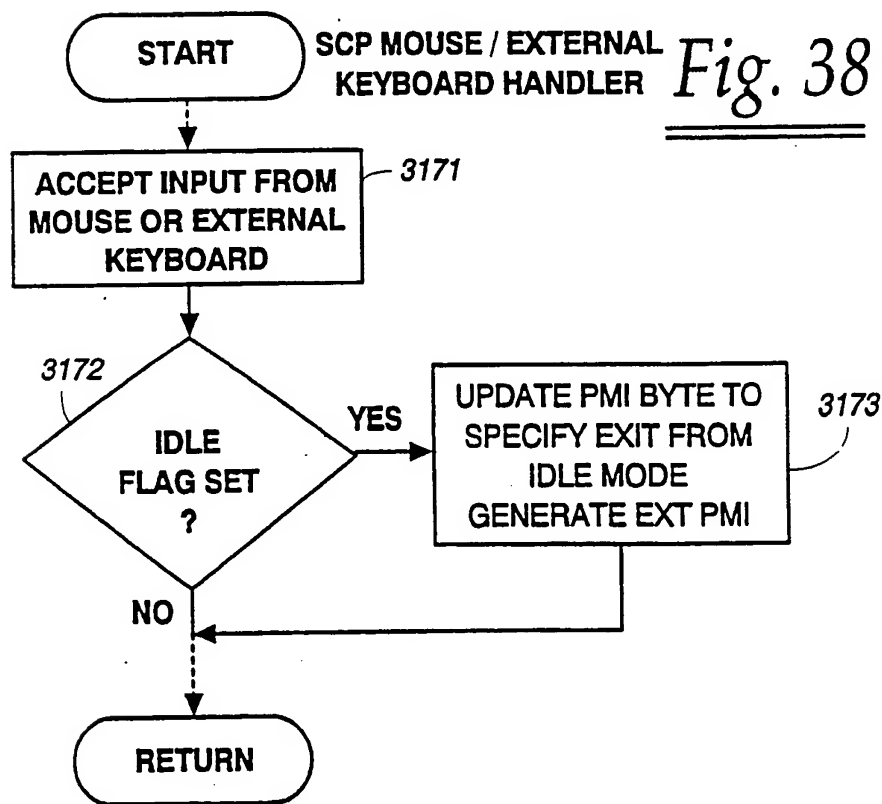 START
SCP MOUSE / EXTERNAL
KEYBOARD HANDLER
Fig. 38
ACCEPT INPUT FROM
MOUSE OR EXTERNAL
KEYBOARD
3171
3172
IDLE
FLAG SET
?
YES
UPDATE PMI BYTE TO
SPECIFY EXIT FROM
IDLE MODE
GENERATE EXT PMI
3173
NO
RETURN